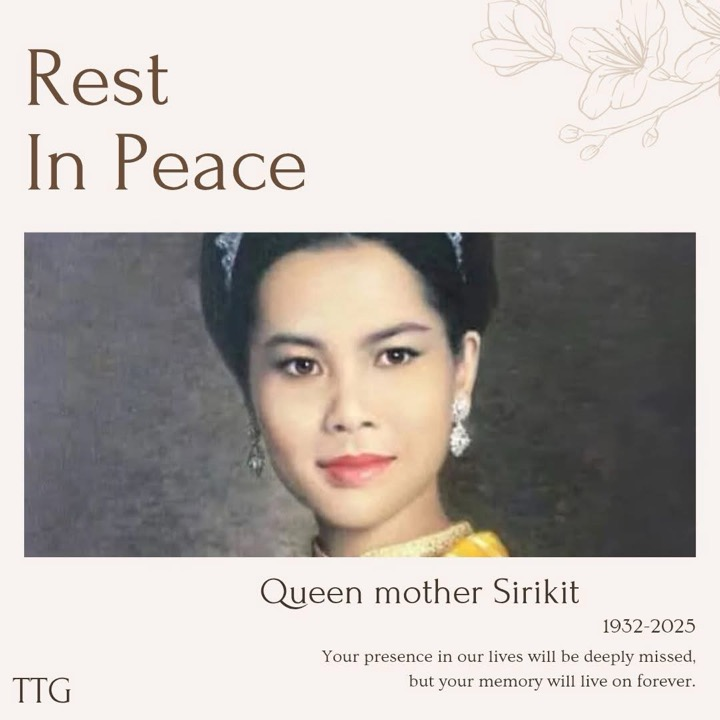 Rest
In Peace
Queen mother Sirikit
1932-2025
Your presence in our lives will be deeply missed,
but your memory will live on forever.
TTG